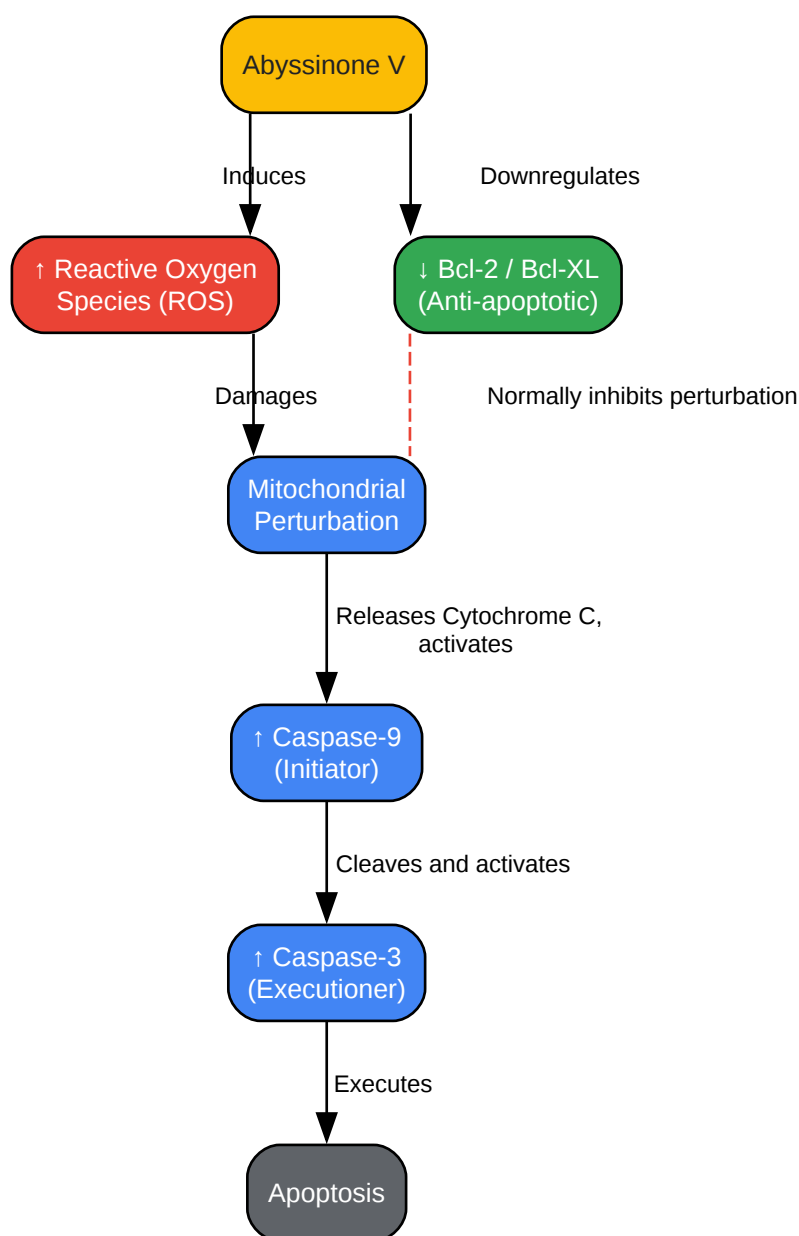 Abyssinone V
Induces
Downregulates
↑ Reactive Oxygen
Species (ROS)
↓ Bcl-2 / Bcl-XL
(Anti-apoptotic)
Damages
Normally inhibits perturbation
Mitochondrial
Perturbation
Releases Cytochrome C,
activates
↑ Caspase-9
(Initiator)
Cleaves and activates
↑ Caspase-3
(Executioner)
Executes
Apoptosis